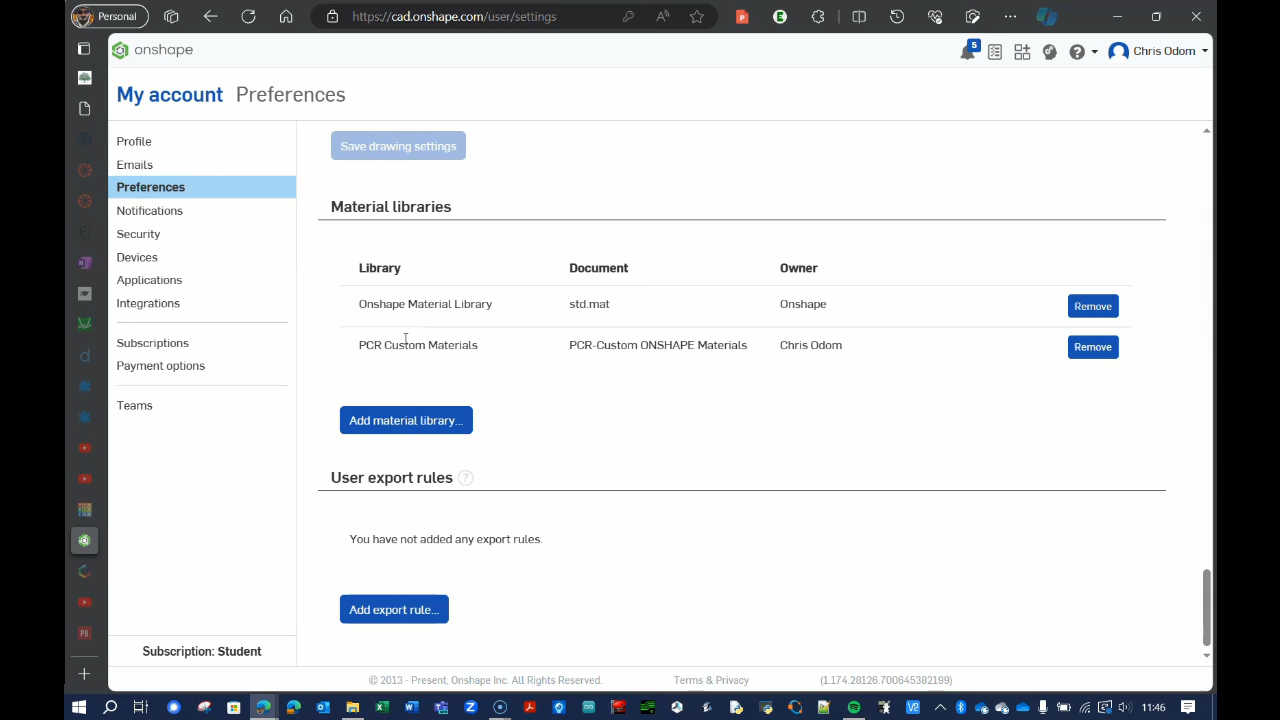 Personal
https://cad.onshape.com/user/settings
onshape
5
Chris Odom
My account Preferences
Profile
Emails
Preferences
Notifications
Security
Devices
Applications
Integrations
Subscriptions
Payment options
Teams
Subscription: Student
Save drawing settings
Material libraries
Library Document Owner
Onshape Material Library std.mat Onshape Remove
PCR Custom Materials PCR-Custom ONSHAPE Materials Chris Odom Remove
Add material library...
User export rules ?
You have not added any export rules.
Add export rule...
© 2013 - Present, Onshape Inc. All Rights Reserved. Terms & Privacy (1.174.28126.700645382199)
11:46